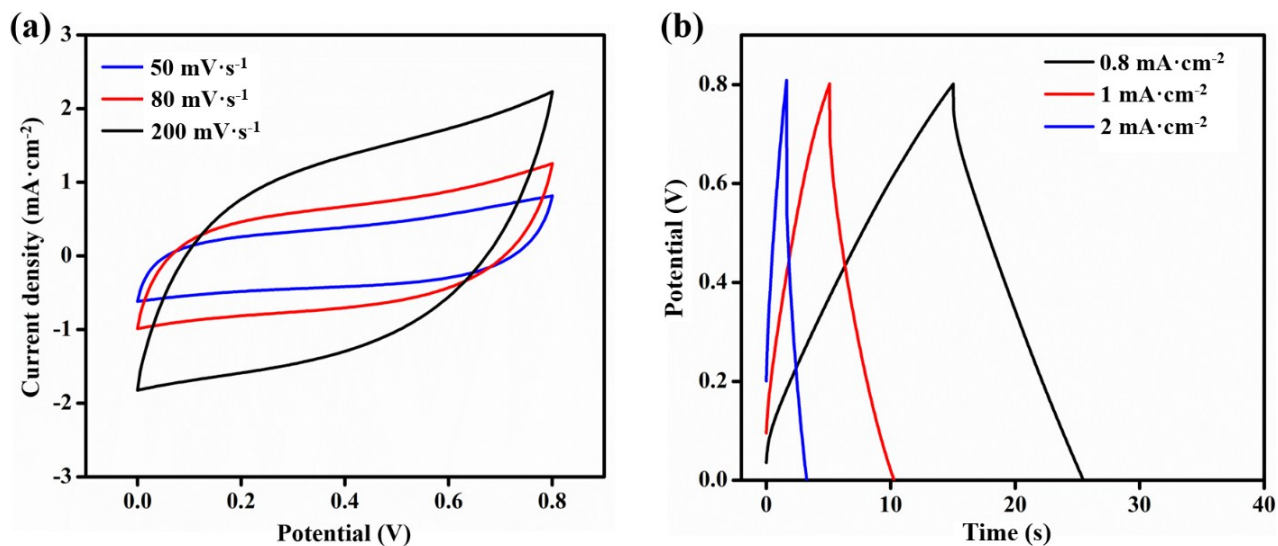 (a)
3
2
1
0
-1
-2
-3
50 mV·s-1
80 mV·s-1
200 mV·s-1
Current density (mA·cm-2)
0.0 0.2 0.4 0.6 0.8
Potential (V)
(b)
0.8
0.6
0.4
0.2
0.0
0.8 mA·cm-2
1 mA·cm-2
2 mA·cm-2
Potential (V)
0 10 20 30 40
Time (s)